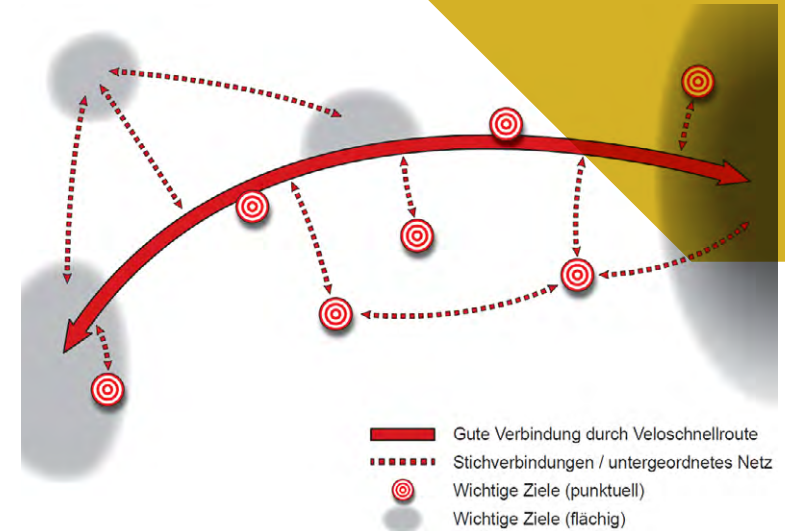 Gute Verbindung durch Veloschnellroute
Stichverbindungen / untergeordnetes Netz
Wichtige Ziele (punktuell)
Wichtige Ziele (flächig)